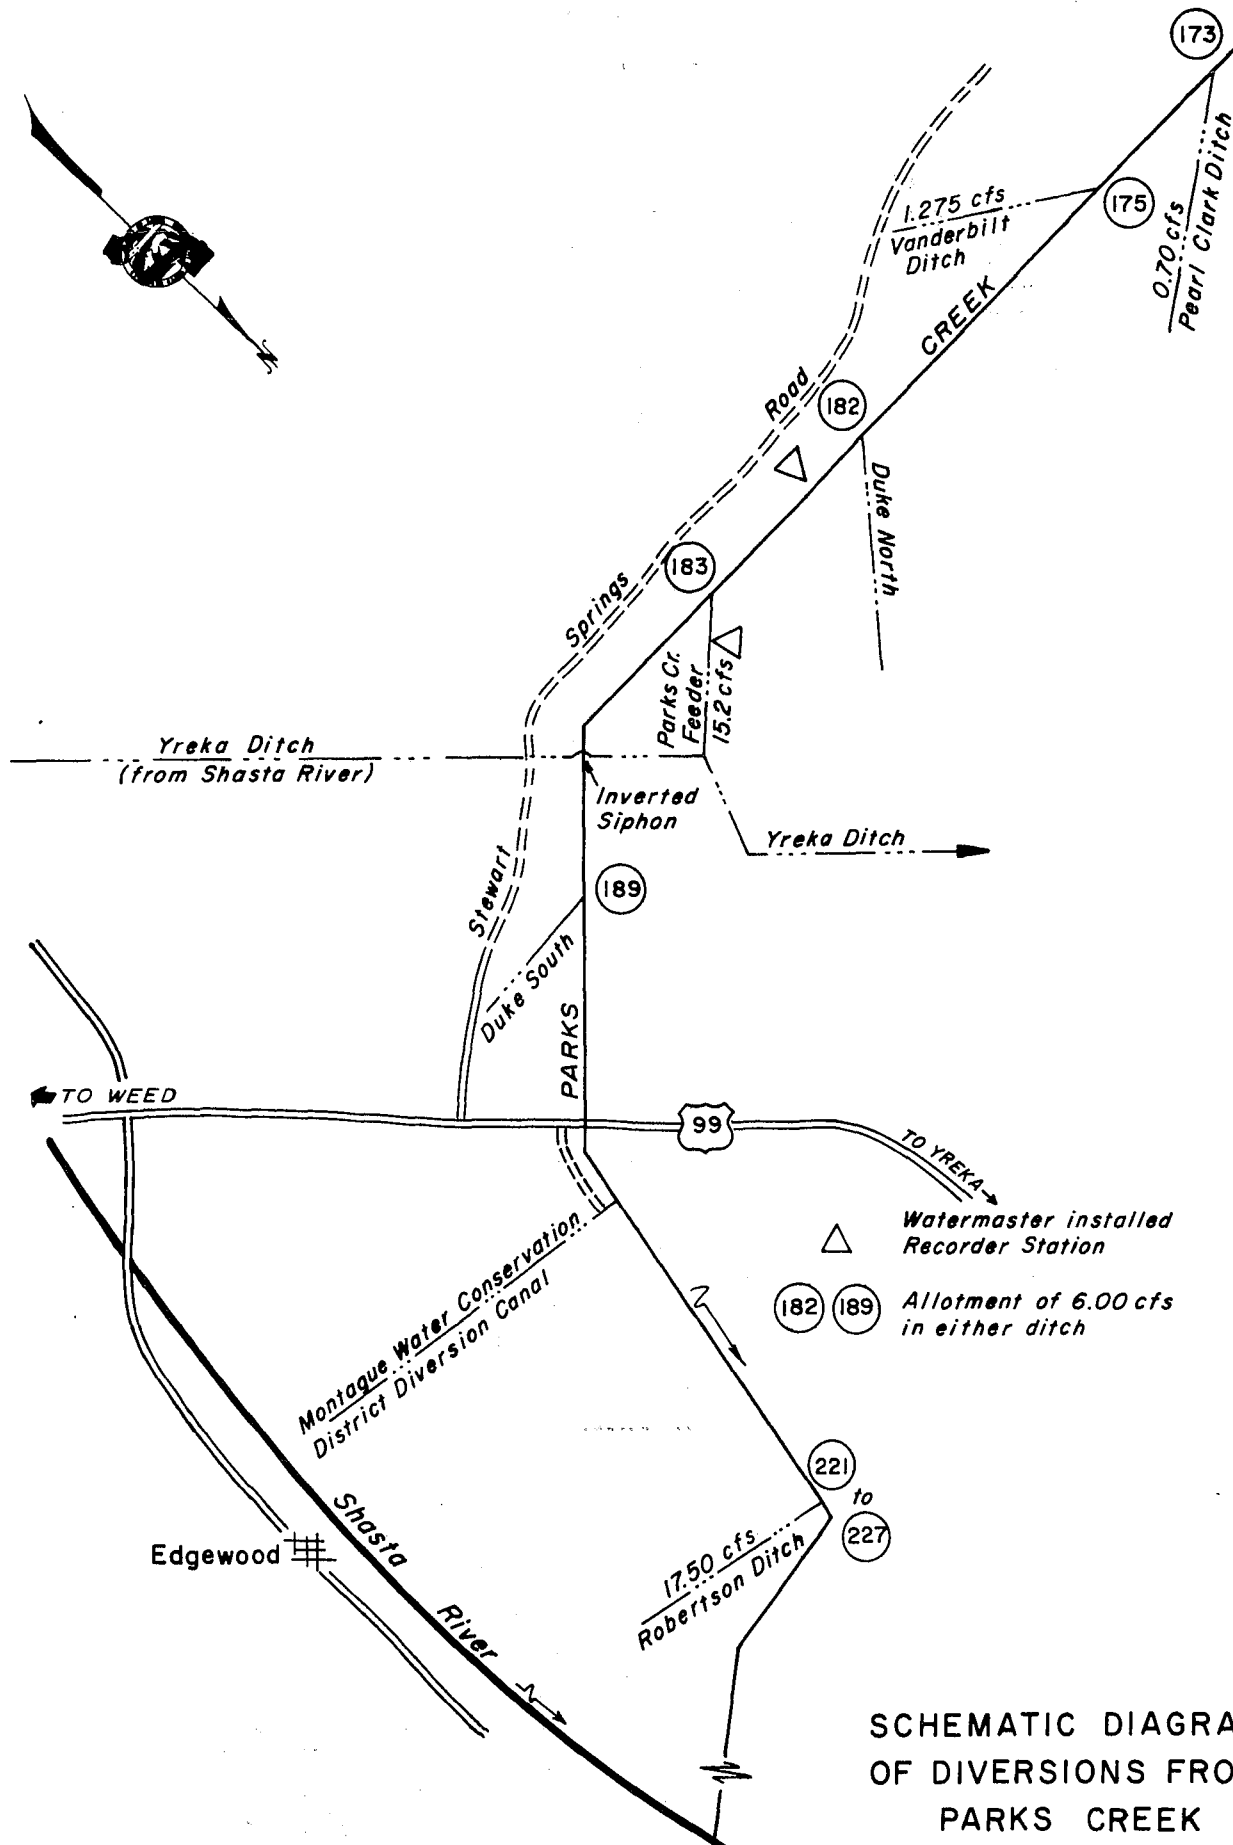 173
1.275 cfs
Vanderbilt
Ditch
175
0.70 cfs
Pearl Clark Ditch
N
CREEK
182
Road
Duke North
183
Springs
Parks Cr.
Feeder
15.2 cfs
Yreka Ditch
(from Shasta River)
Inverted
Siphon
Yreka Ditch
189
Stewart
Duke South
PARKS
TO WEED
99
TO YREKA
Watermaster installed
Recorder Station
182 189 Allotment of 6.00 cfs
in either ditch
Montague Water Conservation
District Diversion Canal
221
to
227
17.50 cfs
Robertson Ditch
Shasta
River
Edgewood
SCHEMATIC DIAGRA
OF DIVERSIONS FRO
PARKS CREEK